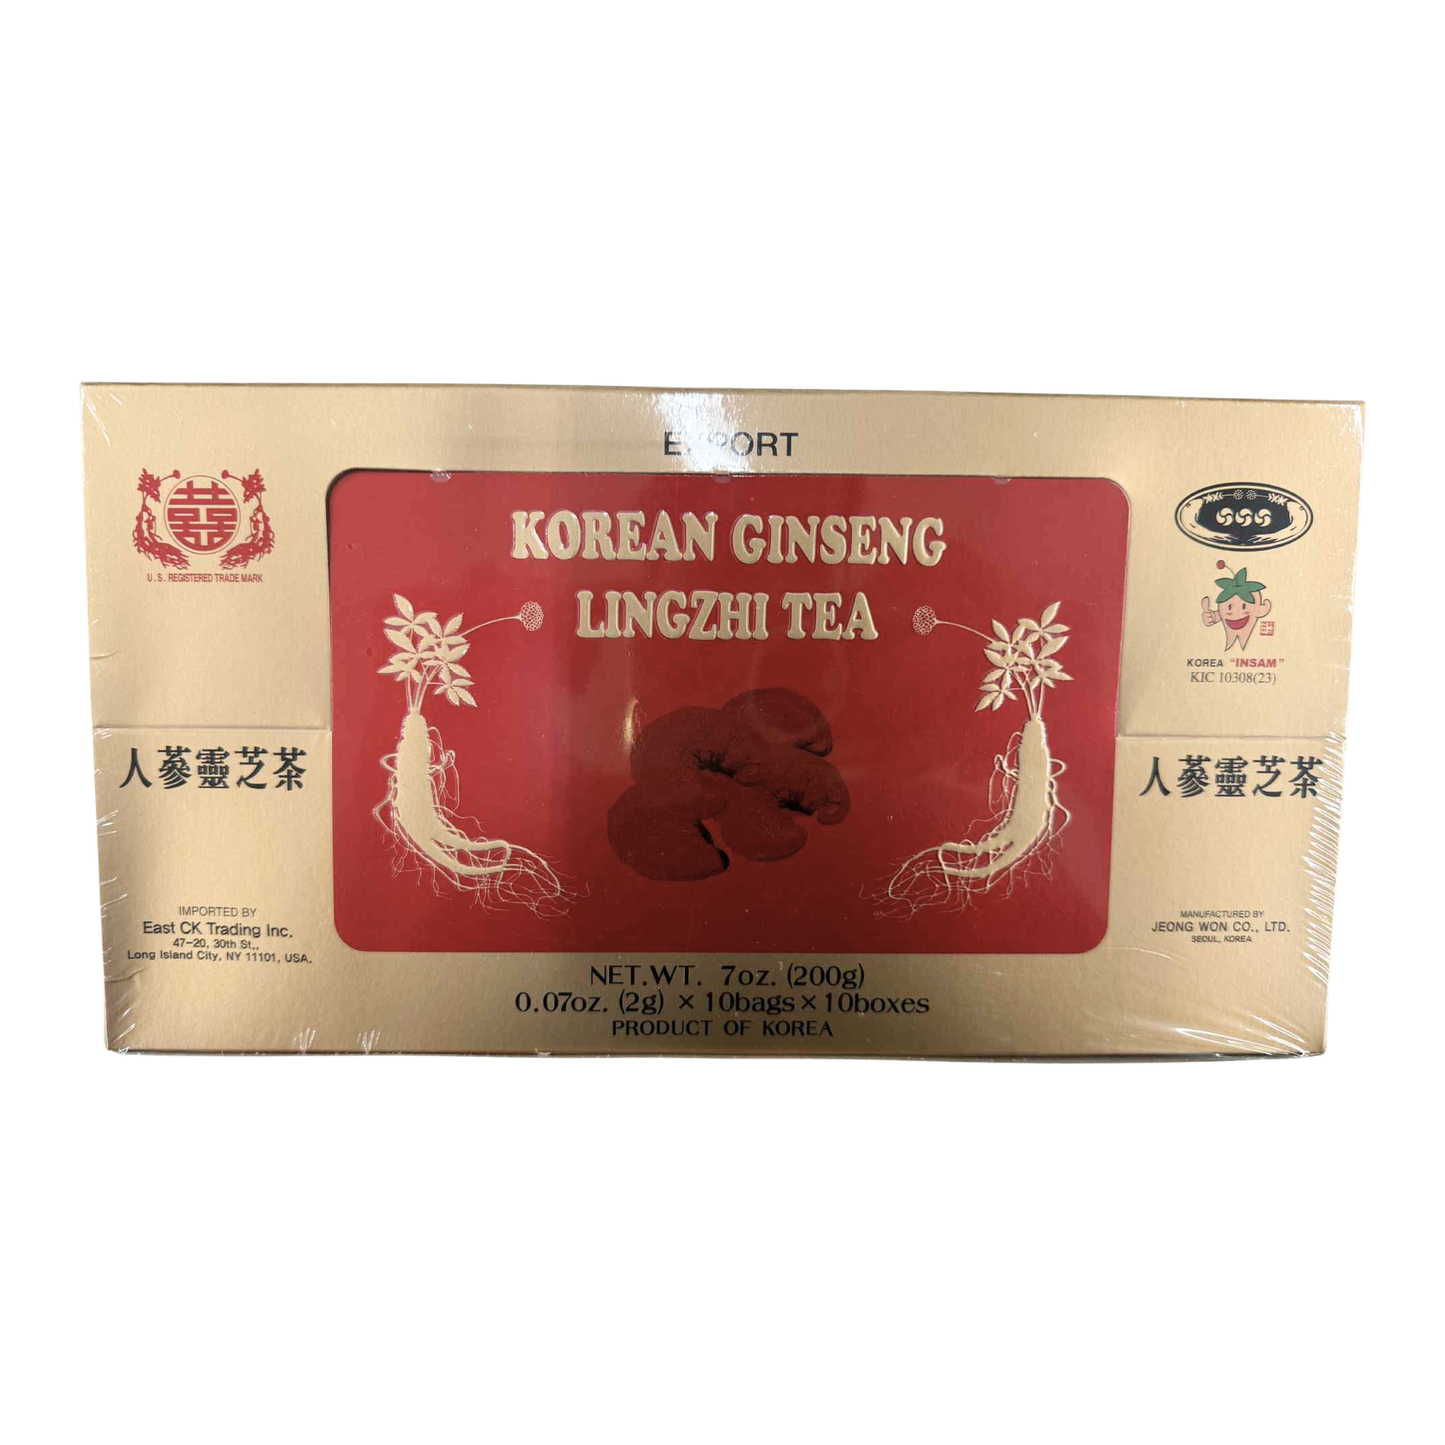 EXPORT
KOREAN GINSENG
LINGZHI TEA
U.S. REGISTERED TRADE MARK
人蔘靈芝茶
IMPORTED BY
East CK Trading Inc.
47-20, 30th St.,
Long Island City, NY 11101, USA.
KOREA "INSAM"
KIC 10308(23)
人蔘靈芝茶
MANUFACTURED BY
JEONG WON CO., LTD.
SEOUL, KOREA
NET.WT. 7oz. (200g)
0.07oz. (2g) × 10bags × 10boxes
PRODUCT OF KOREA